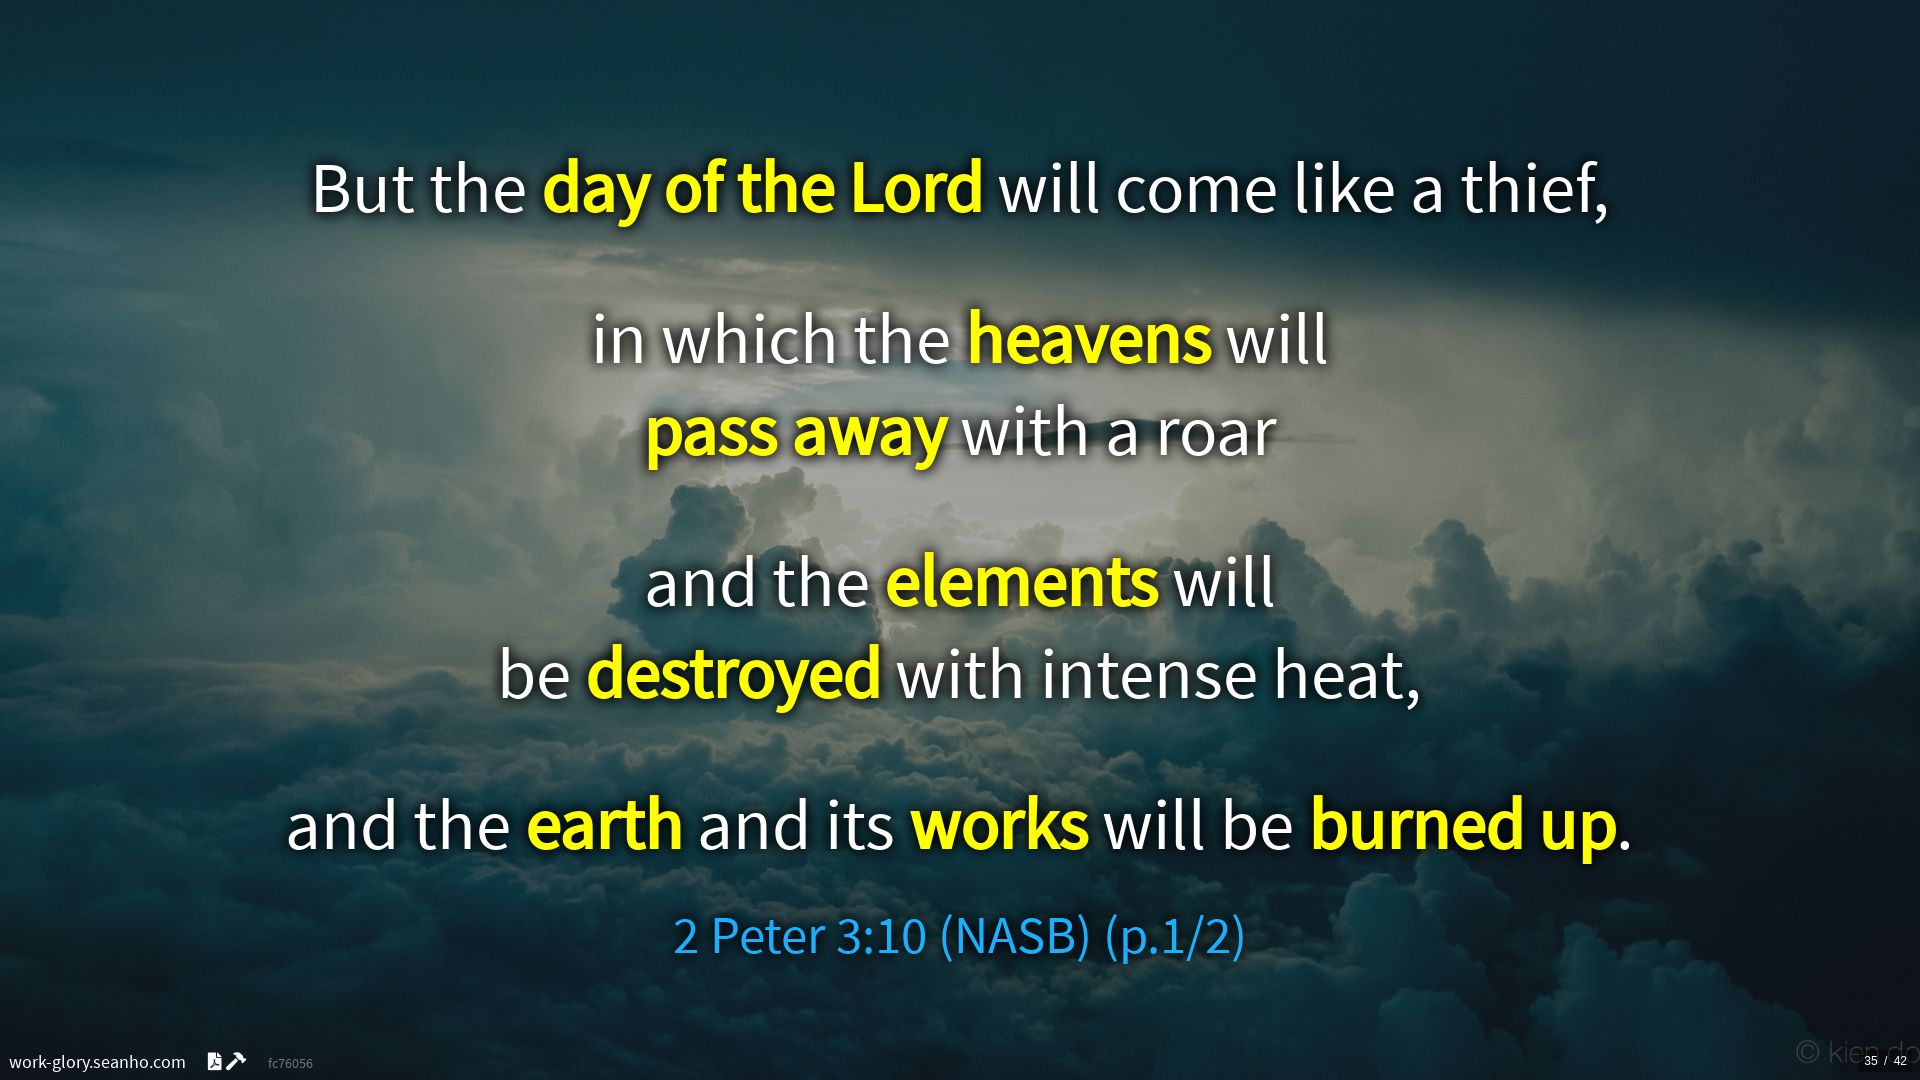 But the day of the Lord will come like a thief,
in which the heavens will
pass away with a roar
and the elements will
be destroyed with intense heat,
and the earth and its works will be burned up.
2 Peter 3:10 (NASB) (p.1/2)
work-glory.seanho.com fc76056
© kien do
35 / 42